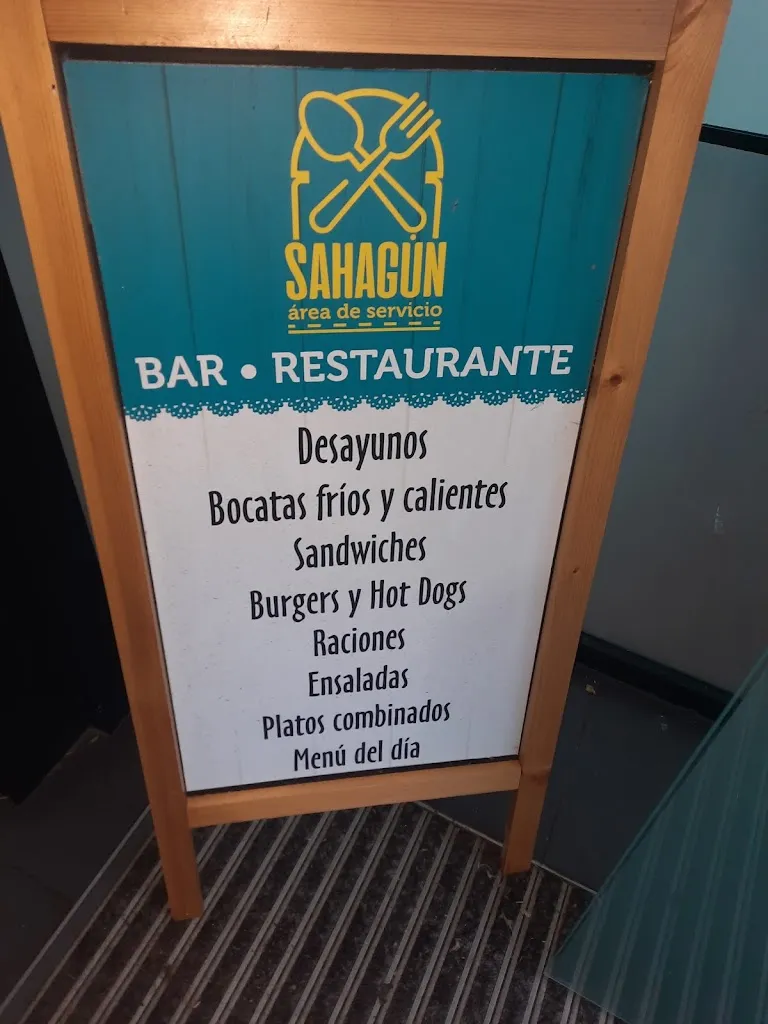 SAHAGÚN
área de servicio
BAR • RESTAURANTE
Desayunos
Bocatas fríos y calientes
Sandwiches
Burgers y Hot Dogs
Raciones
Ensaladas
Platos combinados
Menú del día